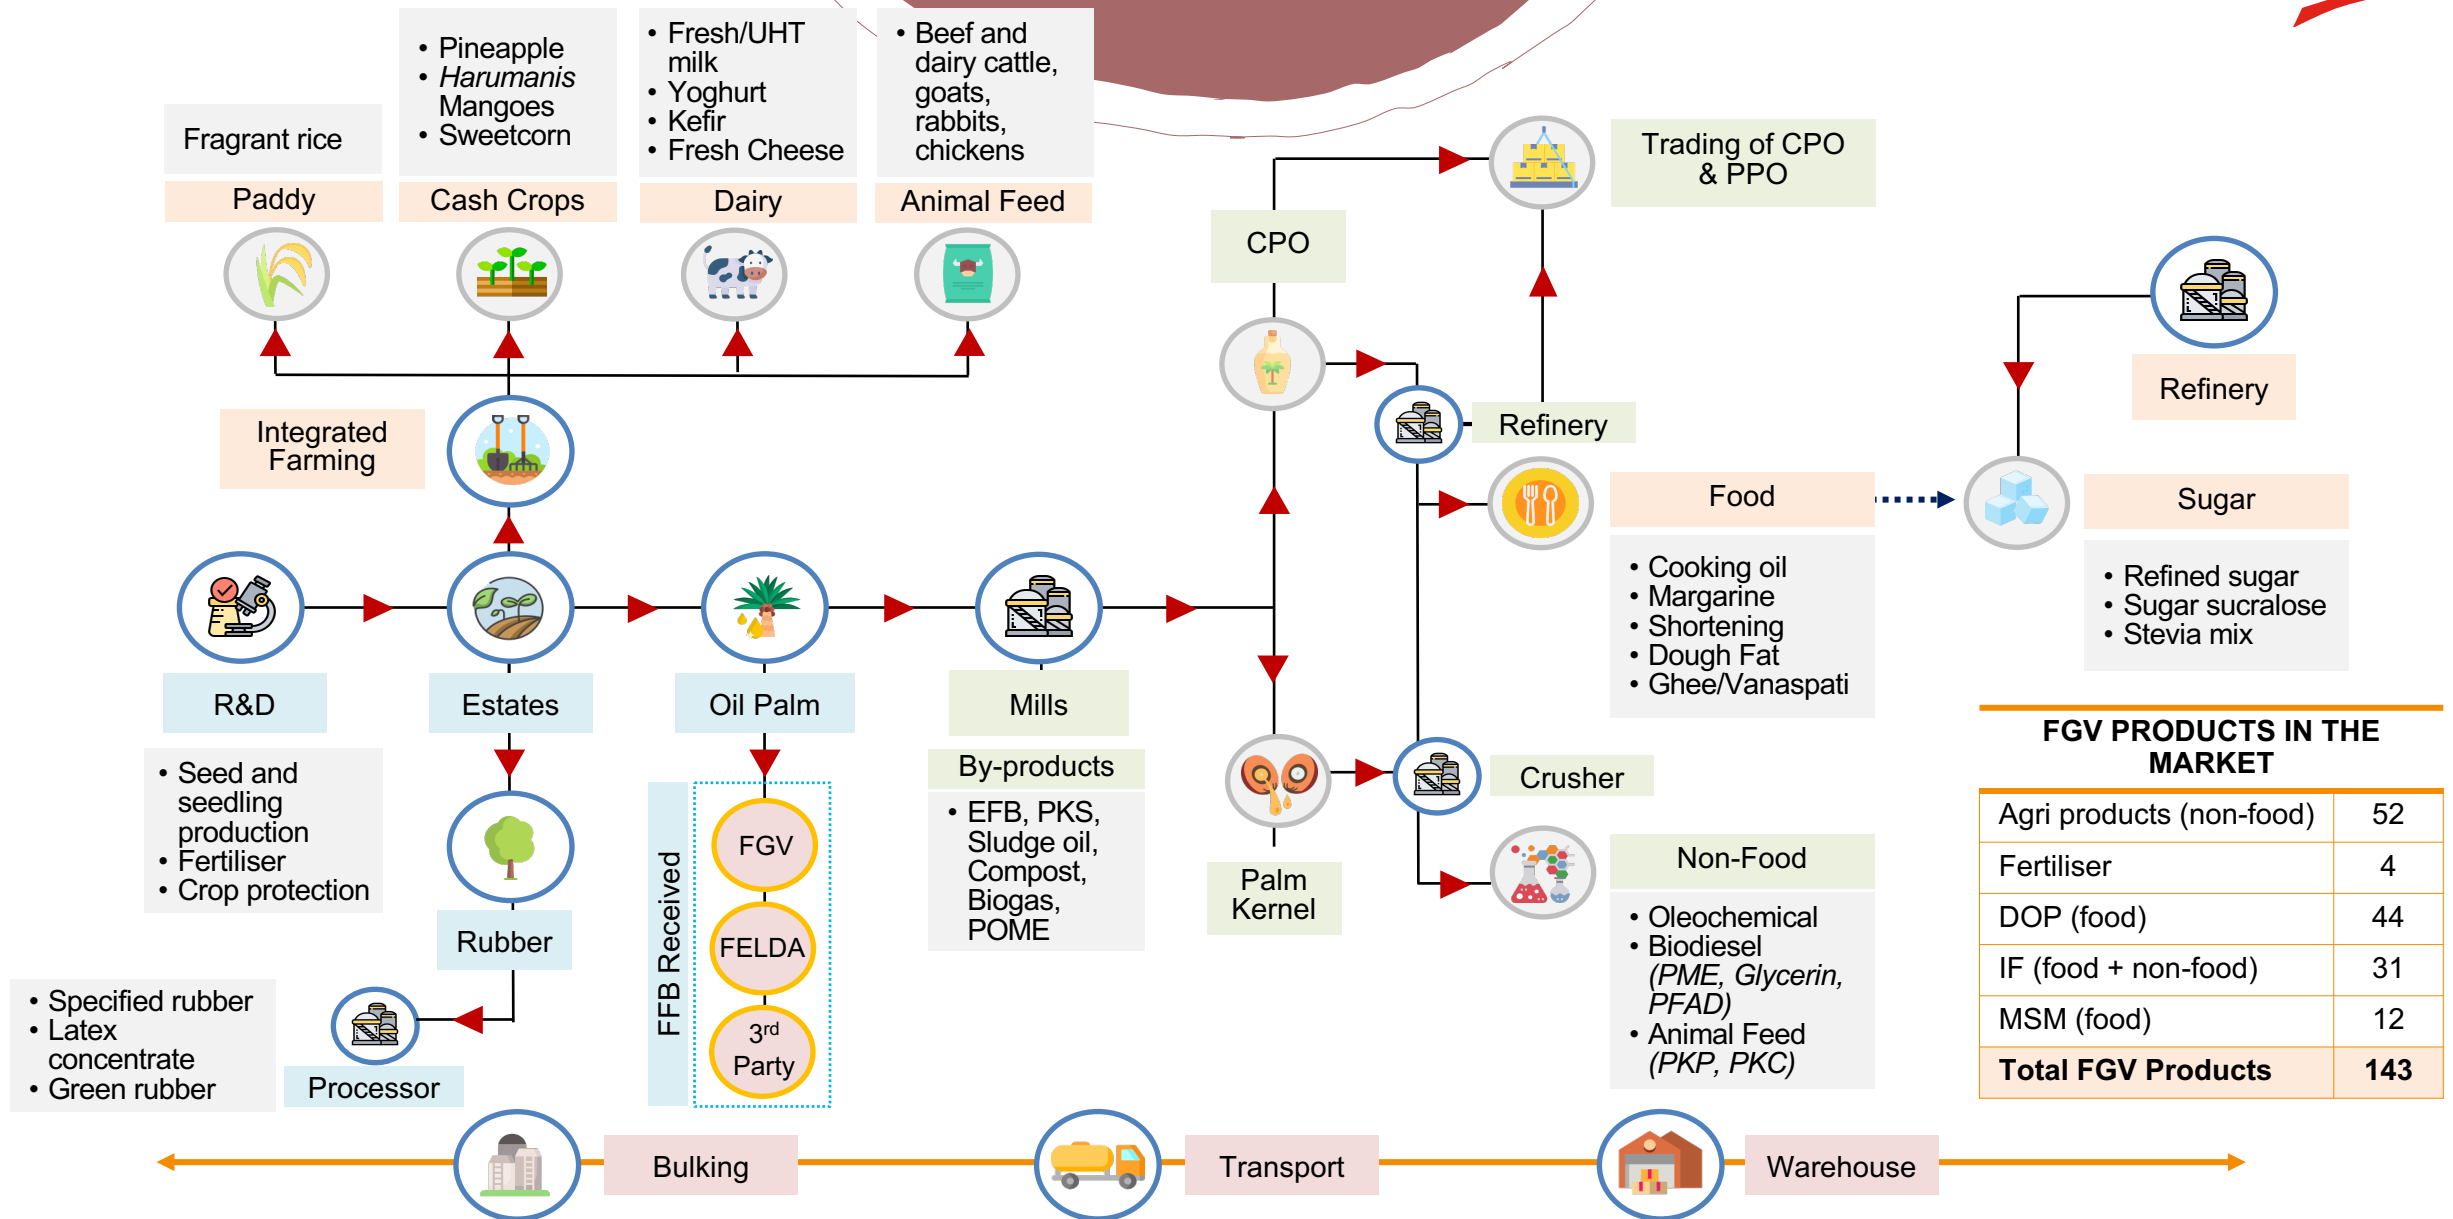 Fragrant rice
Paddy
• Pineapple
• Harumanis
Mangoes
• Sweetcorn
Cash Crops
• Fresh/UHT
milk
• Yoghurt
• Kefir
• Fresh Cheese
Dairy
• Beef and
dairy cattle,
goats,
rabbits,
chickens
Animal Feed
Integrated
Farming
R&D
• Seed and
seedling
production
• Fertiliser
• Crop protection
Estates
Rubber
Processor
• Specified rubber
• Latex
concentrate
• Green rubber
Oil Palm
FFB Received
FGV
FELDA
3rd
Party
Mills
By-products
• EFB, PKS,
Sludge oil,
Compost,
Biogas,
POME
CPO
Palm
Kernel
Trading of CPO
& PPO
Refinery
Food
• Cooking oil
• Margarine
• Shortening
• Dough Fat
• Ghee/Vanaspati
Crusher
Non-Food
• Oleochemical
• Biodiesel
(PME, Glycerin,
PFAD)
• Animal Feed
(PKP, PKC)
Refinery
Sugar
• Refined sugar
• Sugar sucralose
• Stevia mix
FGV PRODUCTS IN THE
MARKET
Agri products (non-food) 52
Fertiliser 4
DOP (food) 44
IF (food + non-food) 31
MSM (food) 12
Total FGV Products 143
Bulking
Transport
Warehouse